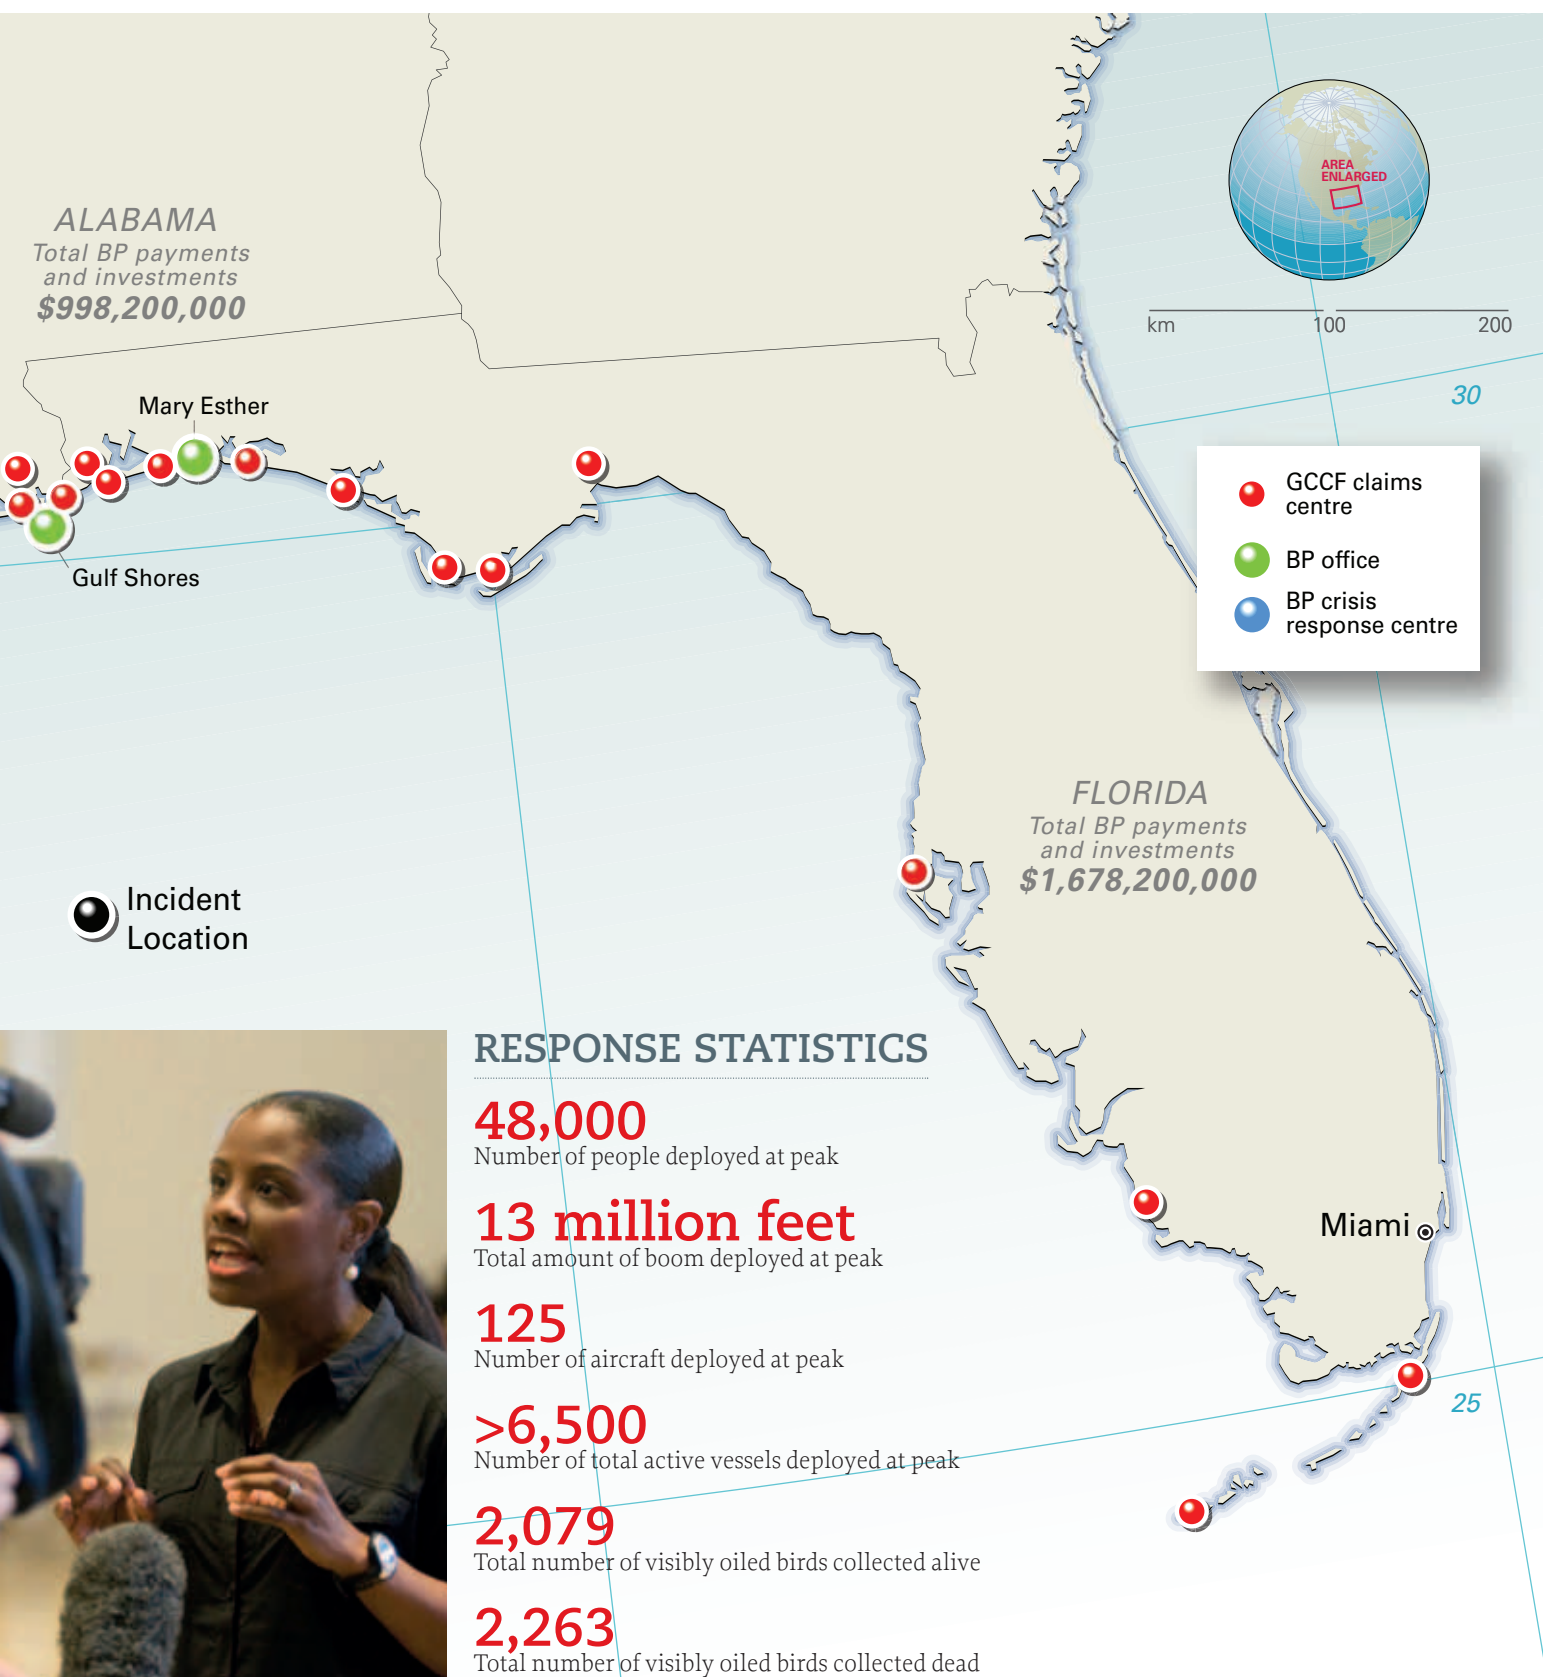 AREA
ENLARGED
ALABAMA
Total BP payments
and investments
$998,200,000
km 100 200
30
Mary Esther
Gulf Shores
GCCF claims
centre
BP office
BP crisis
response centre
FLORIDA
Total BP payments
and investments
$1,678,200,000
Incident
Location
RESPONSE STATISTICS
48,000
Number of people deployed at peak
13 million feet
Total amount of boom deployed at peak
125
Number of aircraft deployed at peak
>6,500
Number of total active vessels deployed at peak
2,079
Total number of visibly oiled birds collected alive
2,263
Total number of visibly oiled birds collected dead
Miami
25